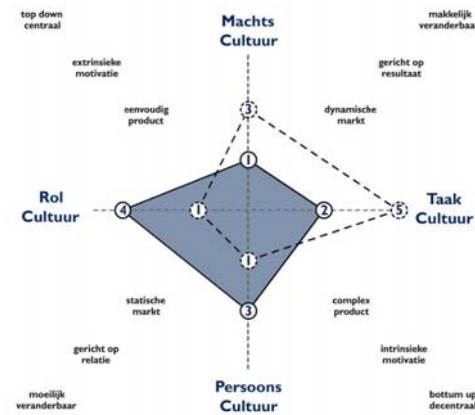 top down
centraal
Machts
Cultuur
makkelijk
veranderbaar
extrinsieke
motivatie
gericht op
resultaat
eenvoudig
product
3
dynamische
markt
1
Rol
Cultuur
4
1
2
5
Taak
Cultuur
1
statische
markt
3
complex
product
gericht op
relatie
intrinsieke
motivatie
moeilijk
veranderbaar
Persoons
Cultuur
bottum up
decentraal